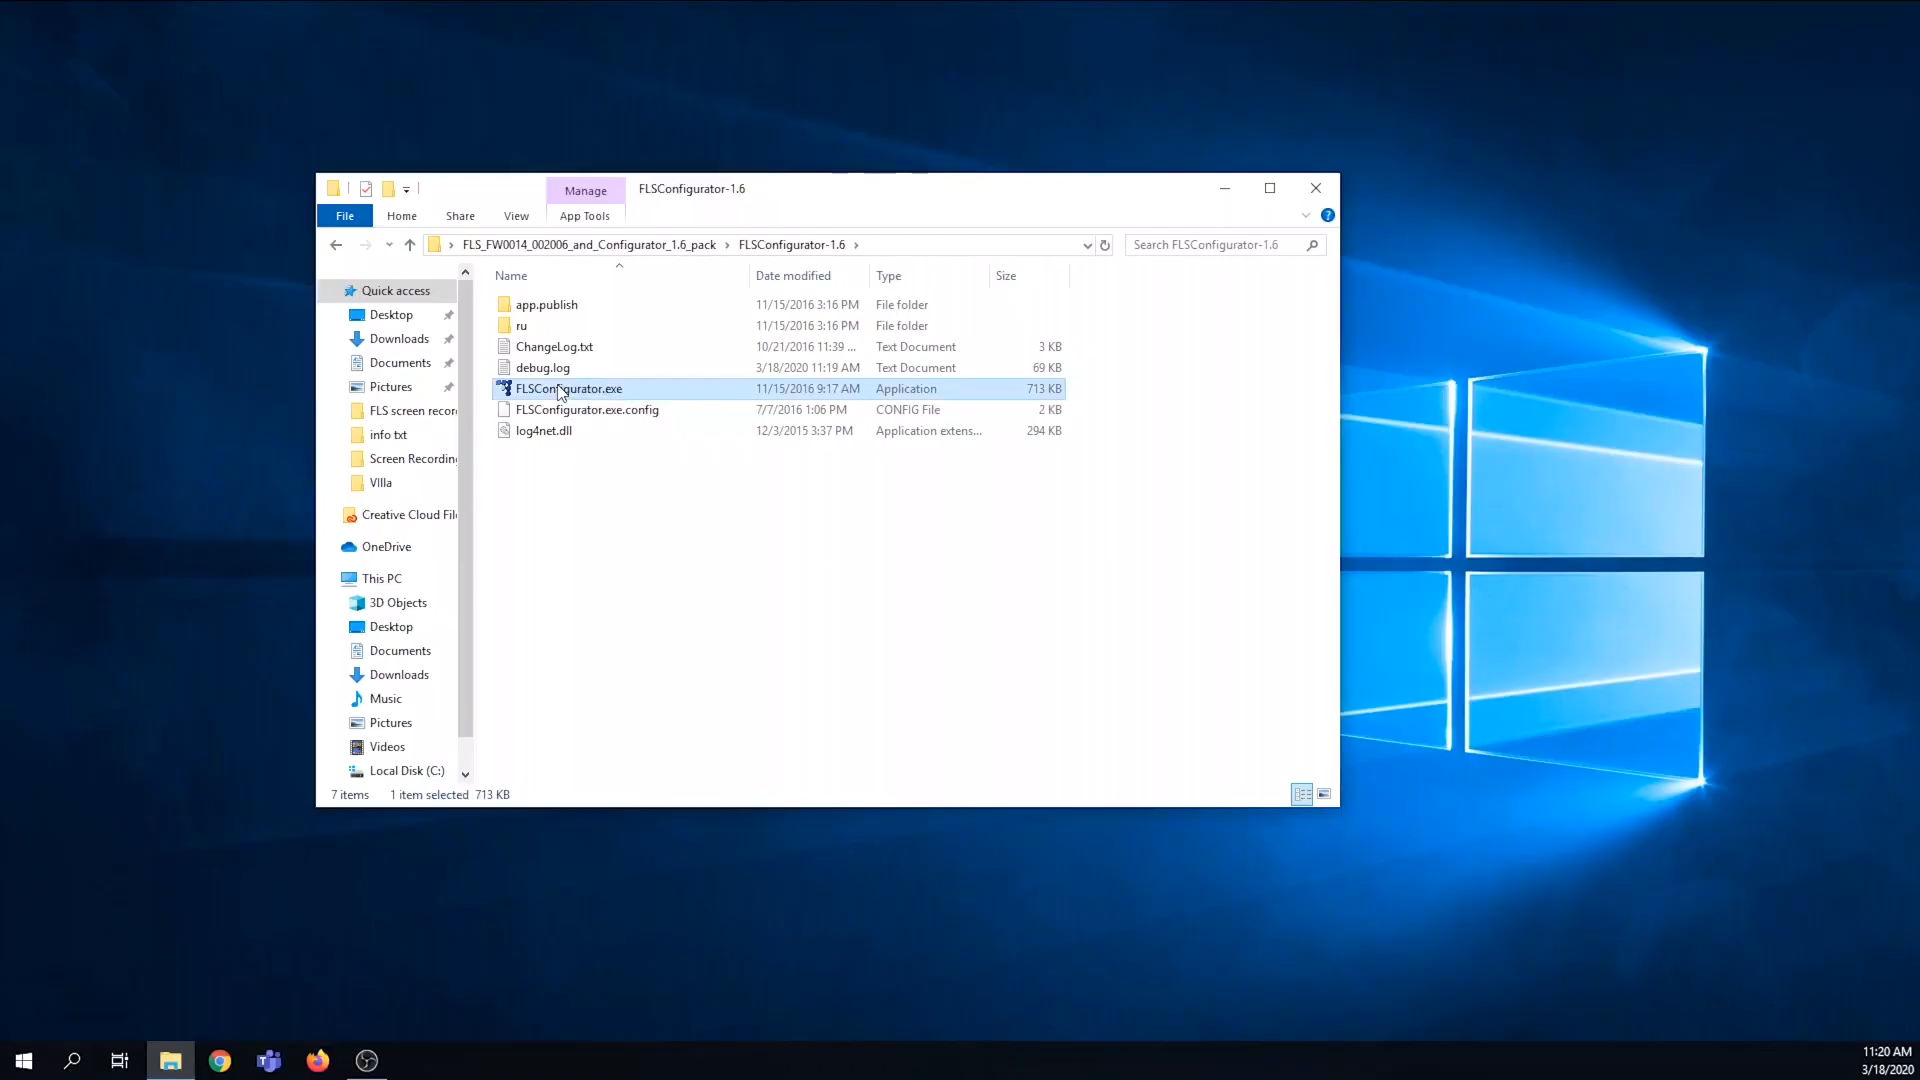 Manage
FLSConfigurator-1.6
File
Home
Share
View
App Tools
FLS_FW0014_002006_and_Configurator_1.6_pack
FLSConfigurator-1.6
Search FLSConfigurator-1.6
Name
Date modified
Type
Size
Quick access
Desktop
Downloads
Documents
Pictures
FLS screen recor
info txt
Screen Recording
VIlla
Creative Cloud Fil
OneDrive
This PC
3D Objects
Desktop
Documents
Downloads
Music
Pictures
Videos
Local Disk (C:)
app.publish 11/15/2016 3:16 PM File folder
ru 11/15/2016 3:16 PM File folder
ChangeLog.txt 10/21/2016 11:39 ... Text Document 3 KB
debug.log 3/18/2020 11:19 AM Text Document 69 KB
FLSConfigurator.exe 11/15/2016 9:17 AM Application 713 KB
FLSConfigurator.exe.config 7/7/2016 1:06 PM CONFIG File 2 KB
log4net.dll 12/3/2015 3:37 PM Application extens... 294 KB
7 items 1 item selected 713 KB
11:20 AM
3/18/2020